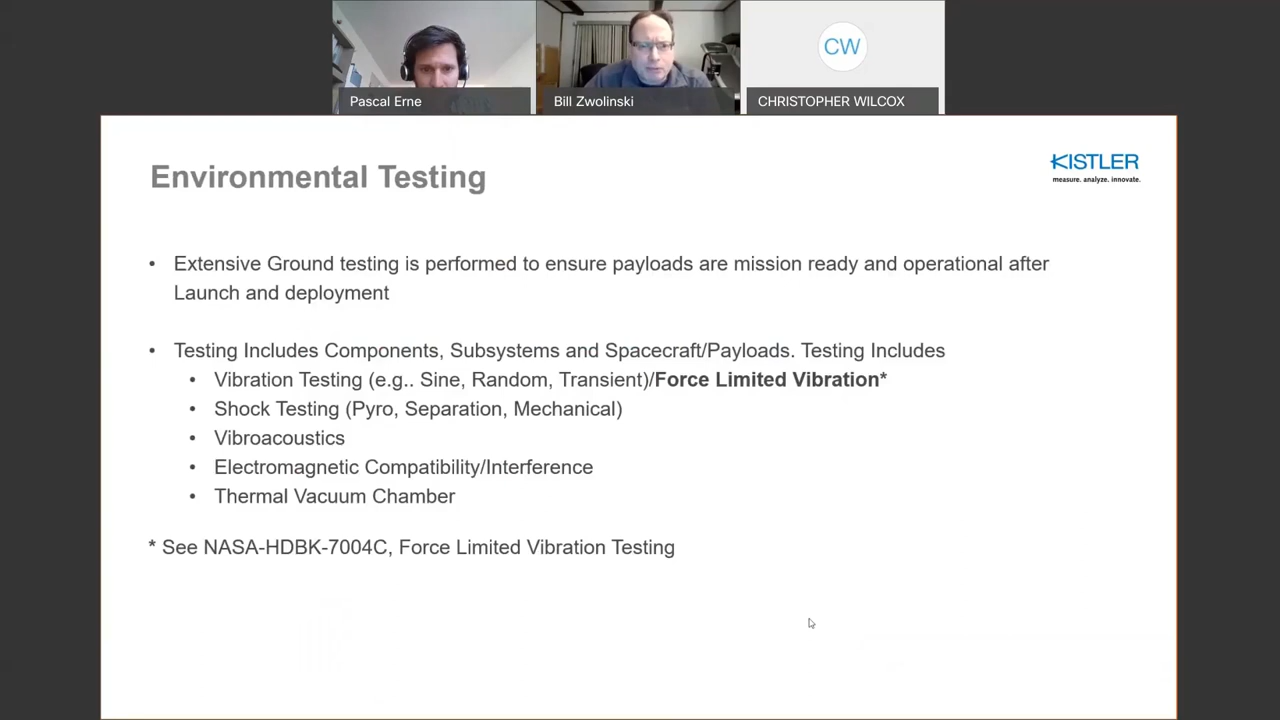 Pascal Erne
Bill Zwolinski
CW
CHRISTOPHER WILCOX
Environmental Testing
KISTLER
measure. analyze. innovate.
• Extensive Ground testing is performed to ensure payloads are mission ready and operational after
Launch and deployment
• Testing Includes Components, Subsystems and Spacecraft/Payloads. Testing Includes
• Vibration Testing (e.g.. Sine, Random, Transient)/Force Limited Vibration*
• Shock Testing (Pyro, Separation, Mechanical)
• Vibroacoustics
• Electromagnetic Compatibility/Interference
• Thermal Vacuum Chamber
* See NASA-HDBK-7004C, Force Limited Vibration Testing